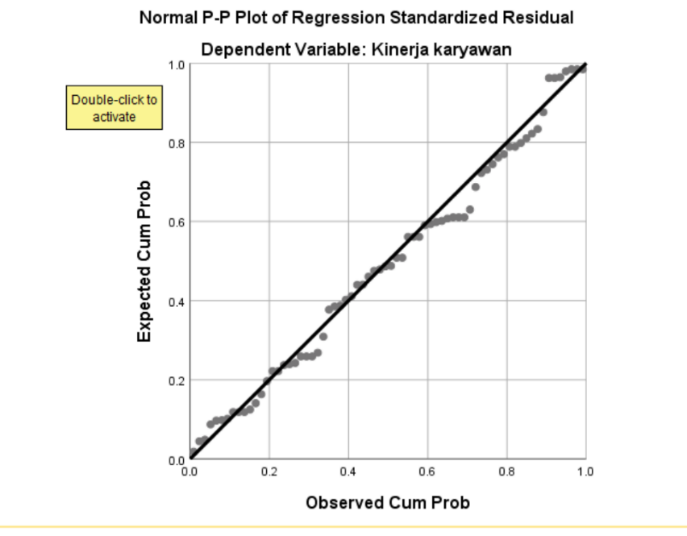 Normal P-P Plot of Regression Standardized Residual
Dependent Variable: Kinerja karyawan
Double-click to
activate
Expected Cum Prob
1.0
0.8
0.6
0.4
0.2
0.0
0.0 0.2 0.4 0.6 0.8 1.0
Observed Cum Prob